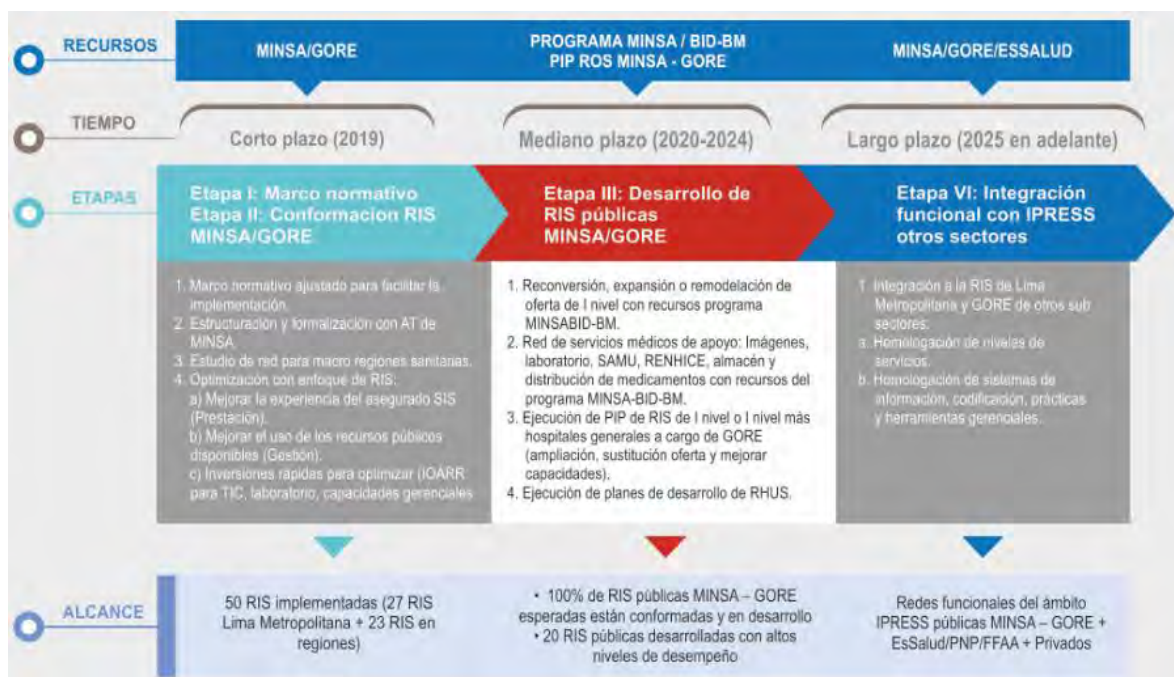 RECURSOS
MINSA/GORE
PROGRAMA MINSA / BID-BM
PIP ROS MINSA - GORE
MINSA/GORE/ESSALUD
TIEMPO
Corto plazo (2019)
Mediano plazo (2020-2024)
Largo plazo (2025 en adelante)
ETAPAS
Etapa I: Marco normativo
Etapa II: Conformacion RIS
MINSA/GORE
Etapa III: Desarrollo de
RIS públicas
MINSA/GORE
Etapa VI: Integración
funcional con IPRESS
otros sectores
1. Marco normativo ajustado para facilitar la
implementación.
2. Estructuración y formalización con AT de
MINSA.
3. Estudio de red para macro regiones sanitarias.
4. Optimización con enfoque de RIS:
a) Mejorar la experiencia del asegurado SIS
(Prestación).
b) Mejorar el uso de los recursos públicos
disponibles (Gestión).
c) Inversiones rápidas para optimizar (IOARR
para TIC, laboratorio, capacidades gerenciales
1. Reconversión, expansión o remodelación de
oferta de I nivel con recursos programa
MINSABID-BM.
2. Red de servicios médicos de apoyo: Imágenes,
laboratorio, SAMU, RENHICE, almacén y
distribución de medicamentos con recursos del
programa MINSA-BID-BM.
3. Ejecución de PIP de RIS de I nivel o I nivel más
hospitales generales a cargo de GORE
(ampliación, sustitución oferta y mejorar
capacidades).
4. Ejecución de planes de desarrollo de RHUS.
1. Integración a la RIS de Lima
Metropolitana y GORE de otros sub
sectores:
a. Homologación de niveles de
servicios.
b. Homologación de sistemas de
información, codificación, prácticas
y herramientas gerenciales.
ALCANCE
50 RIS implementadas (27 RIS
Lima Metropolitana + 23 RIS en
regiones)
• 100% de RIS públicas MINSA – GORE
esperadas están conformadas y en desarrollo
• 20 RIS públicas desarrolladas con altos
niveles de desempeño
Redes funcionales del ámbito
IPRESS públicas MINSA – GORE +
EsSalud/PNP/FFAA + Privados